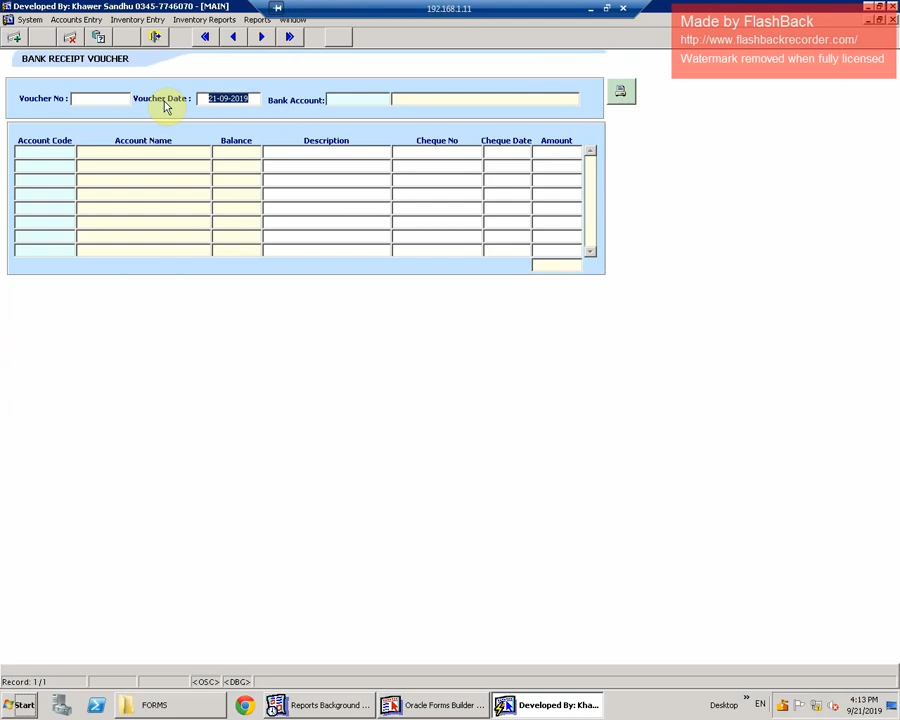 Developed By: Khawer Sandhu 0345-7746070 - [MAIN]
192.168.1.11
System Accounts Entry Inventory Entry Inventory Reports Reports Window
Made by FlashBack
http://www.flashbackrecorder.com/
Watermark removed when fully licensed
BANK RECEIPT VOUCHER
Voucher No : Voucher Date : 21-09-2019 Bank Account:
Account Code Account Name Balance Description Cheque No Cheque Date Amount
Record: 1/1 <OSC> <DBG>
Start FORMS Reports Background ... Oracle Forms Builder ... Developed By: Kha... Desktop » EN 4:13 PM
9/21/2019